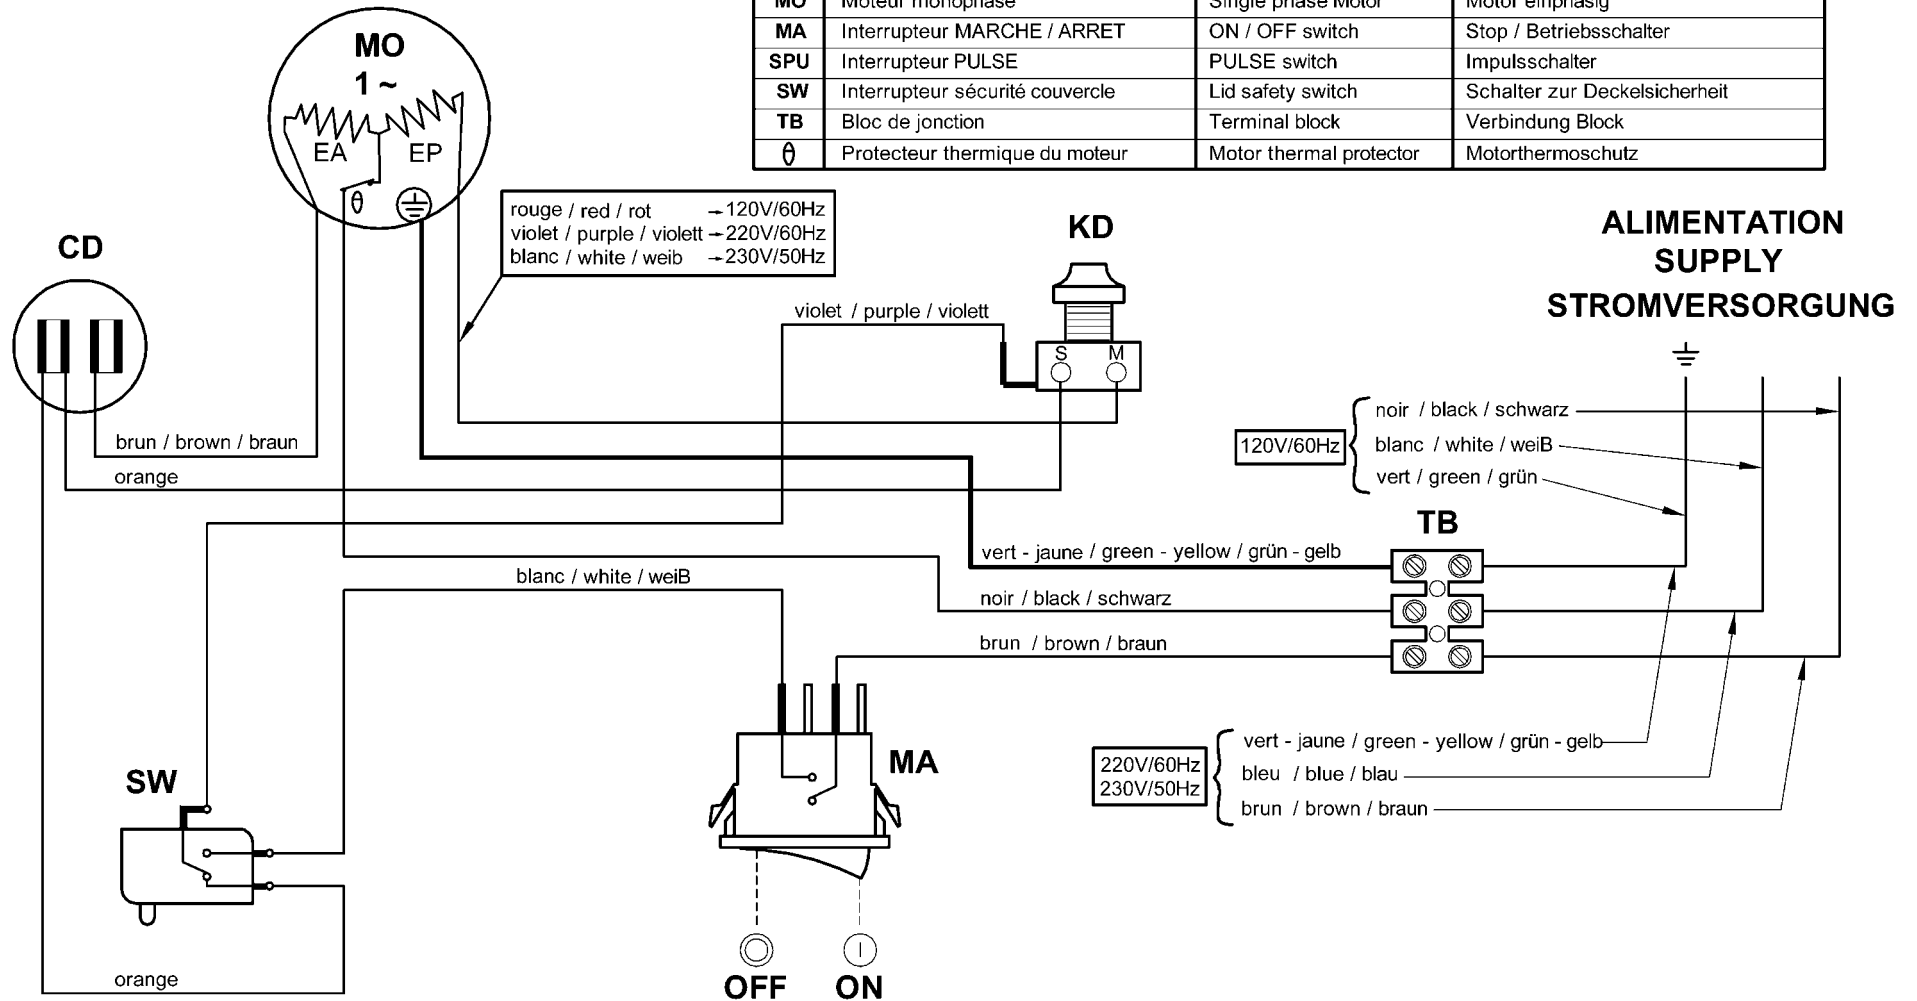 MO Moteur monophasé Single phase Motor Motor einphasig
MA Interrupteur MARCHE / ARRET ON / OFF switch Stop / Betriebsschalter
SPU Interrupteur PULSE PULSE switch Impulsschalter
SW Interrupteur sécurité couvercle Lid safety switch Schalter zur Deckelsicherheit
TB Bloc de jonction Terminal block Verbindung Block
θ Protecteur thermique du moteur Motor thermal protector Motorthermoschutz
MO
1 ~
EA EP
θ
rouge / red / rot →120V/60Hz
violet / purple / violett →220V/60Hz
blanc / white / weib →230V/50Hz
CD
KD
S M
violet / purple / violett
ALIMENTATION
SUPPLY
STROMVERSORGUNG
brun / brown / braun
orange
120V/60Hz
noir / black / schwarz
blanc / white / weiB
vert / green / grün
TB
vert - jaune / green - yellow / grün - gelb
blanc / white / weiB
noir / black / schwarz
brun / brown / braun
SW
MA
220V/60Hz
230V/50Hz
vert - jaune / green - yellow / grün - gelb
bleu / blue / blau
brun / brown / braun
orange
I
OFF ON